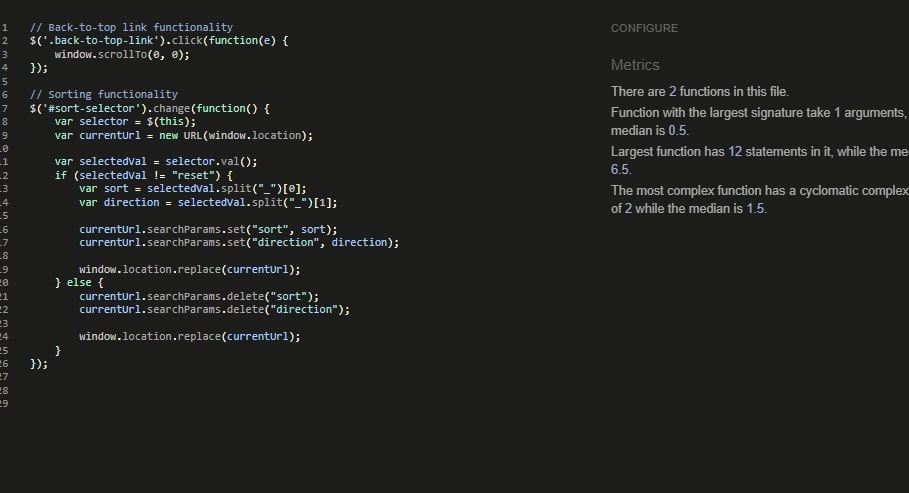 1 // Back-to-top link functionality
2 $('.back-to-top-link').click(function(e) {
3 window.scrollTo(0, 0);
4 });
5
6 // Sorting functionality
7 $('#sort-selector').change(function() {
8 var selector = $(this);
9 var currentUrl = new URL(window.location);
10
11 var selectedVal = selector.val();
12 if (selectedVal != "reset") {
13 var sort = selectedVal.split("_")[0];
14 var direction = selectedVal.split("_")[1];
15
16 currentUrl.searchParams.set("sort", sort);
17 currentUrl.searchParams.set("direction", direction);
18
19 window.location.replace(currentUrl);
20 } else {
21 currentUrl.searchParams.delete("sort");
22 currentUrl.searchParams.delete("direction");
23
24 window.location.replace(currentUrl);
25 }
26 });
27
28
29
CONFIGURE
Metrics
There are 2 functions in this file.
Function with the largest signature take 1 arguments,
median is 0.5.
Largest function has 12 statements in it, while the me
6.5.
The most complex function has a cyclomatic complex
of 2 while the median is 1.5.